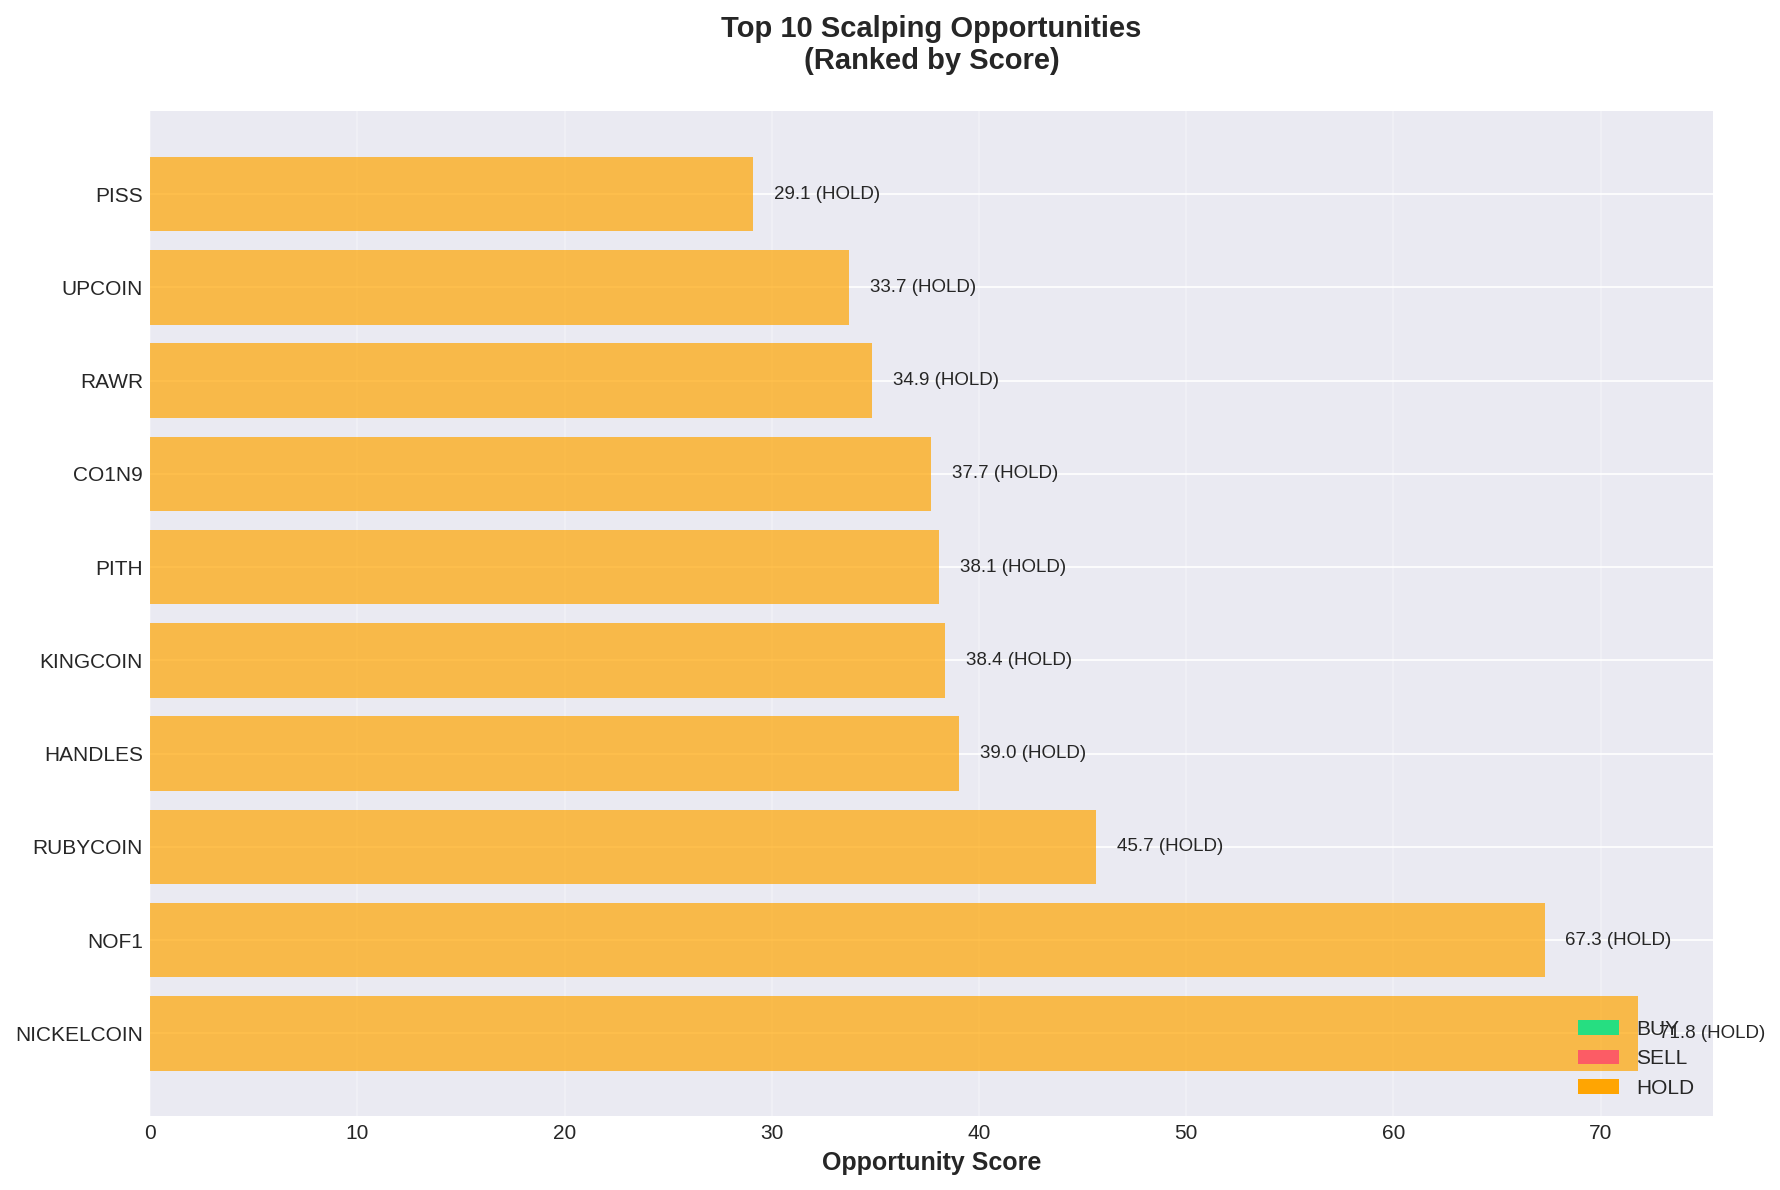 Top 10 Scalping Opportunities
(Ranked by Score)
PISS
29.1 (HOLD)
UPCOIN
33.7 (HOLD)
RAWR
34.9 (HOLD)
CO1N9
37.7 (HOLD)
PITH
38.1 (HOLD)
KINGCOIN
38.4 (HOLD)
HANDLES
39.0 (HOLD)
RUBYCOIN
45.7 (HOLD)
NOF1
67.3 (HOLD)
NICKELCOIN
71.8 (HOLD)
BUY
SELL
HOLD
0 10 20 30 40 50 60 70
Opportunity Score